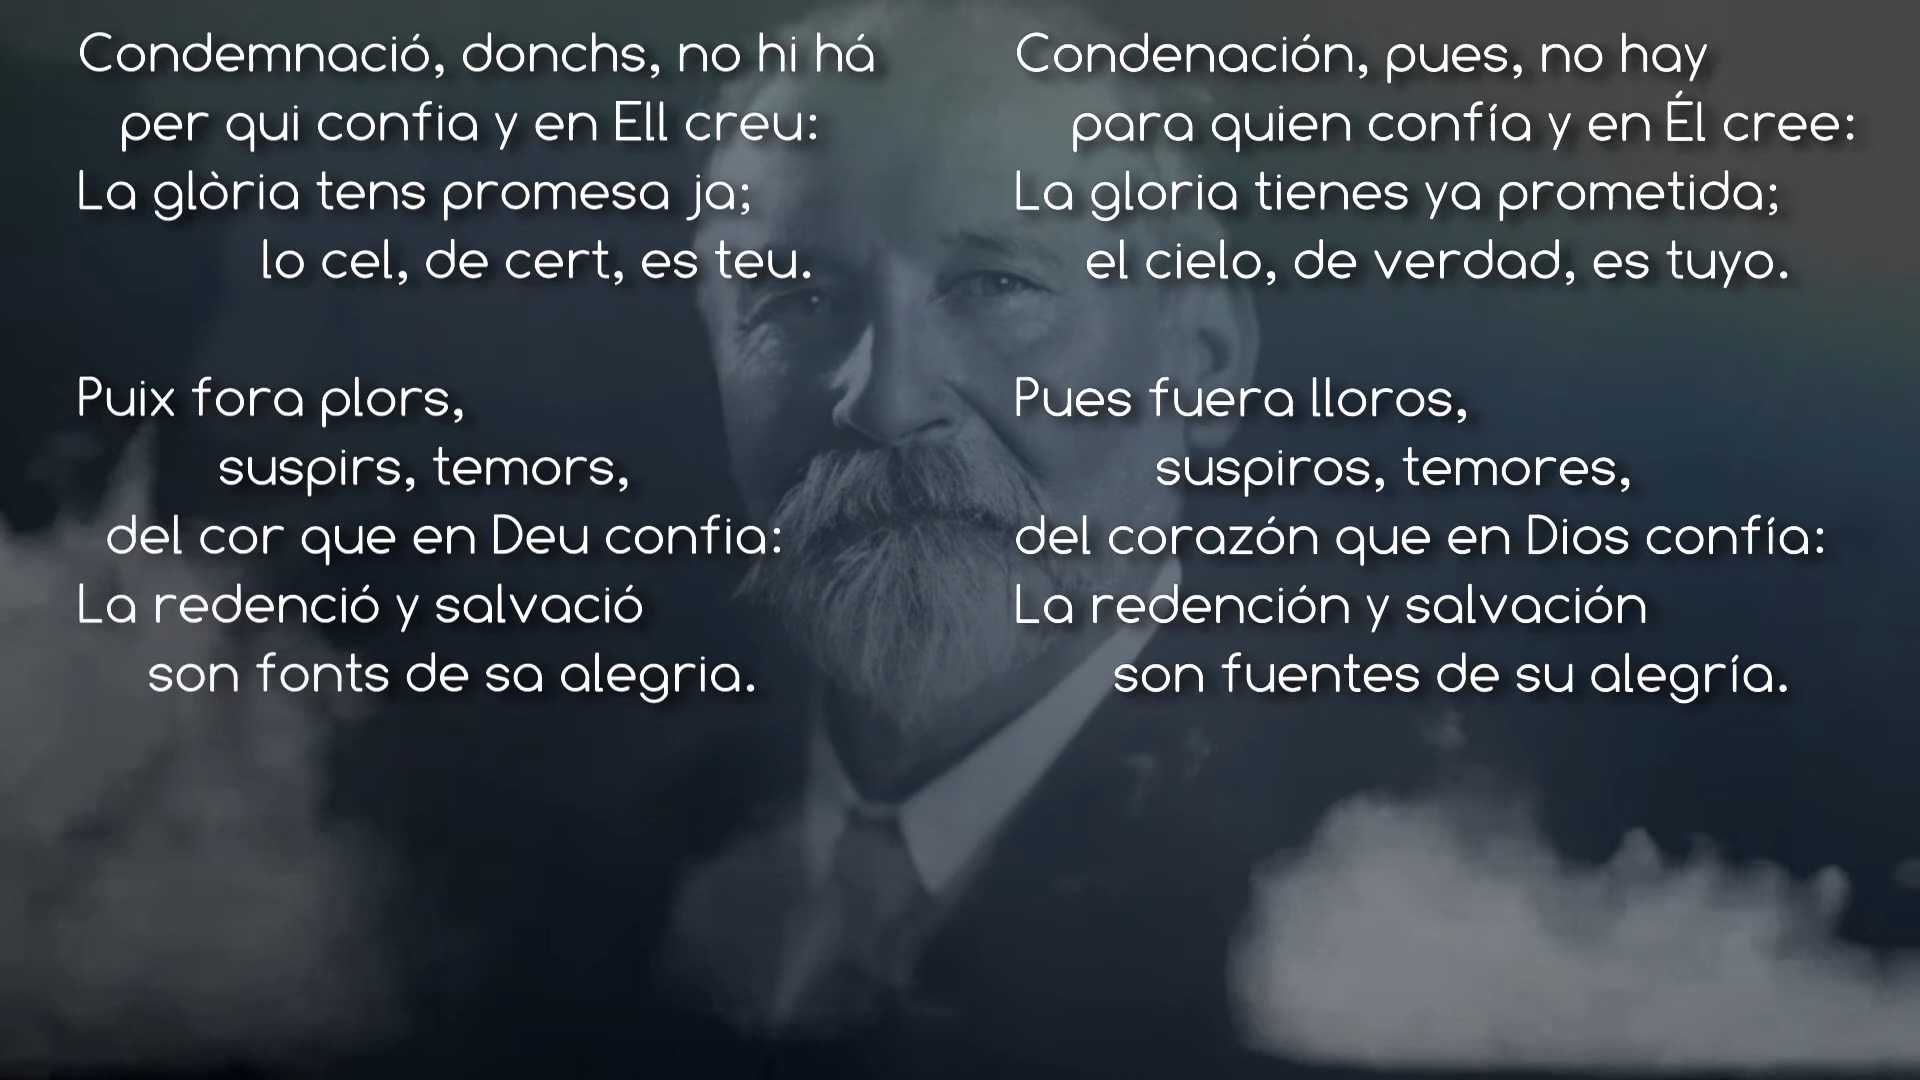 Condemnació, donchs, no hi há
per qui confia y en Ell creu:
La glòria tens promesa ja;
lo cel, de cert, es teu.
Puix fora plors,
suspirs, temors,
del cor que en Deu confia:
La redenció y salvació
son fonts de sa alegria.
Condenación, pues, no hay
para quien confía y en Él cree:
La gloria tienes ya prometida;
el cielo, de verdad, es tuyo.
Pues fuera lloros,
suspiros, temores,
del corazón que en Dios confía:
La redención y salvación
son fuentes de su alegría.